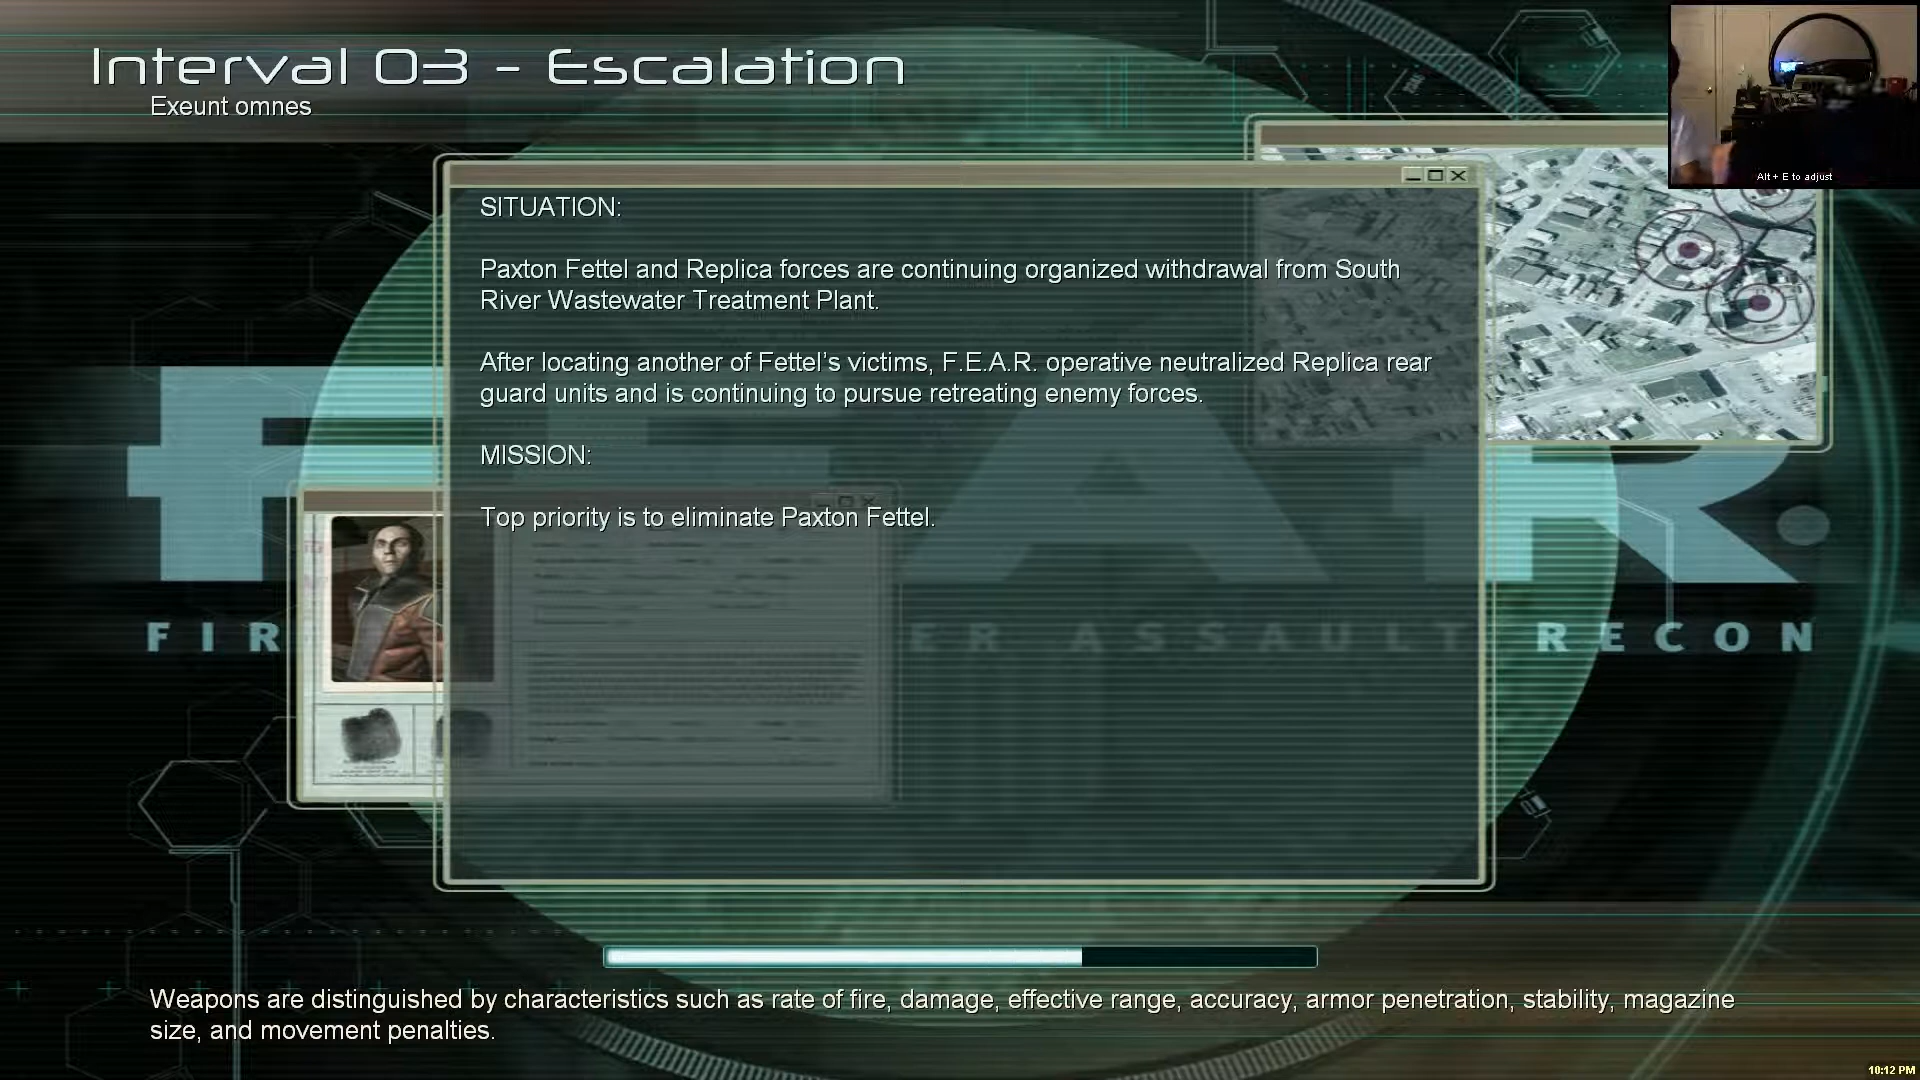 Interval 03 - Escalation
Exeunt omnes
Alt + E to adjust
SITUATION:
Paxton Fettel and Replica forces are continuing organized withdrawal from South
River Wastewater Treatment Plant.
After locating another of Fettel's victims, F.E.A.R. operative neutralized Replica rear
guard units and is continuing to pursue retreating enemy forces.
MISSION:
Top priority is to eliminate Paxton Fettel.
ASSAULT RECON
Weapons are distinguished by characteristics such as rate of fire, damage, effective range, accuracy, armor penetration, stability, magazine
size, and movement penalties.
10:12 PM